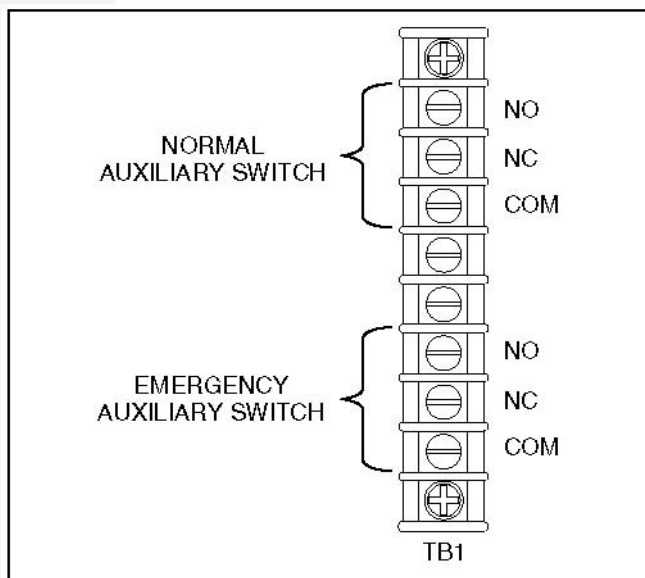 NORMAL
AUXILIARY SWITCH
NO
NC
COM
EMERGENCY
AUXILIARY SWITCH
NO
NC
COM
TB1